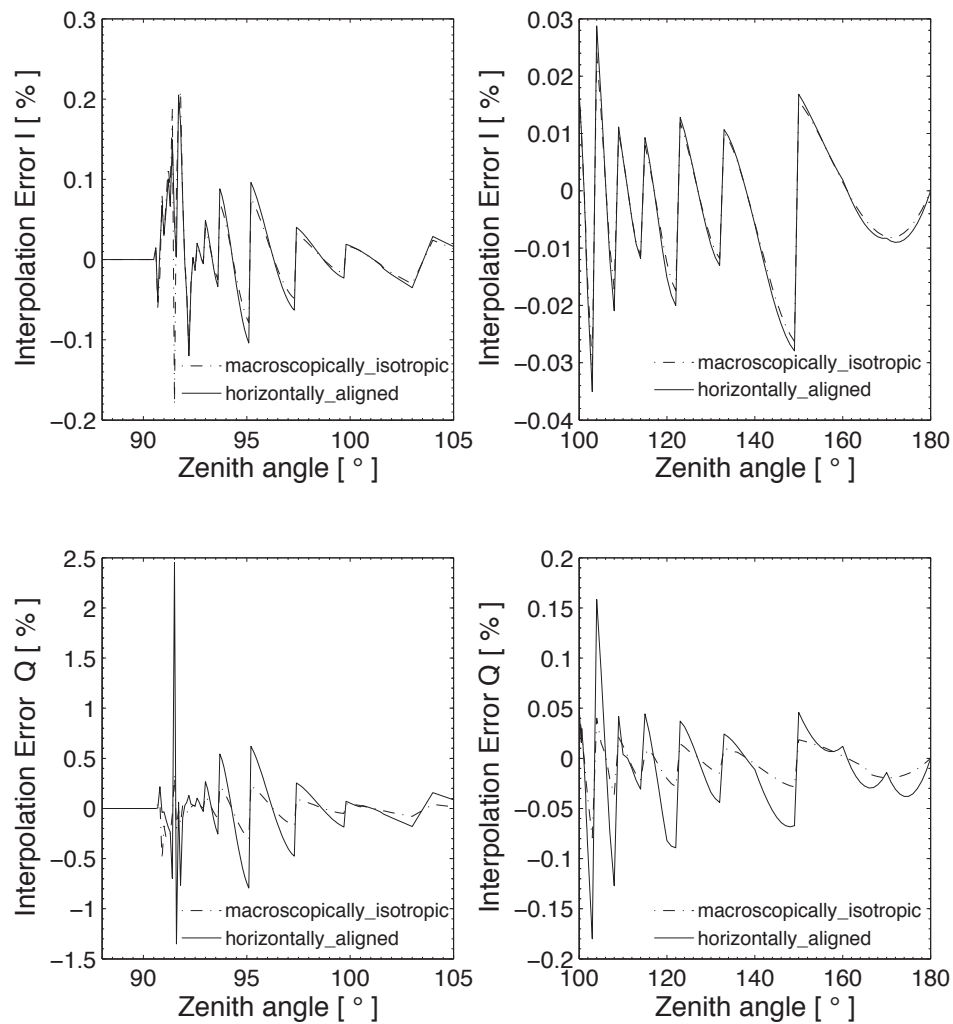 Interpolation Error I [ % ]
0.3
0.2
0.1
0
−0.1
−0.2
macroscopically_isotropic
horizontally_aligned
90 95 100 105
Zenith angle [ ° ]
Interpolation Error I [ % ]
0.03
0.02
0.01
0
−0.01
−0.02
−0.03
−0.04
macroscopically_isotropic
horizontally_aligned
100 120 140 160 180
Zenith angle [ ° ]
Interpolation Error Q [ % ]
2.5
2
1.5
1
0.5
0
−0.5
−1
−1.5
macroscopically_isotropic
horizontally_aligned
90 95 100 105
Zenith angle [ ° ]
Interpolation Error Q [ % ]
0.2
0.15
0.1
0.05
0
−0.05
−0.1
−0.15
−0.2
macroscopically_isotropic
horizontally_aligned
100 120 140 160 180
Zenith angle [ ° ]